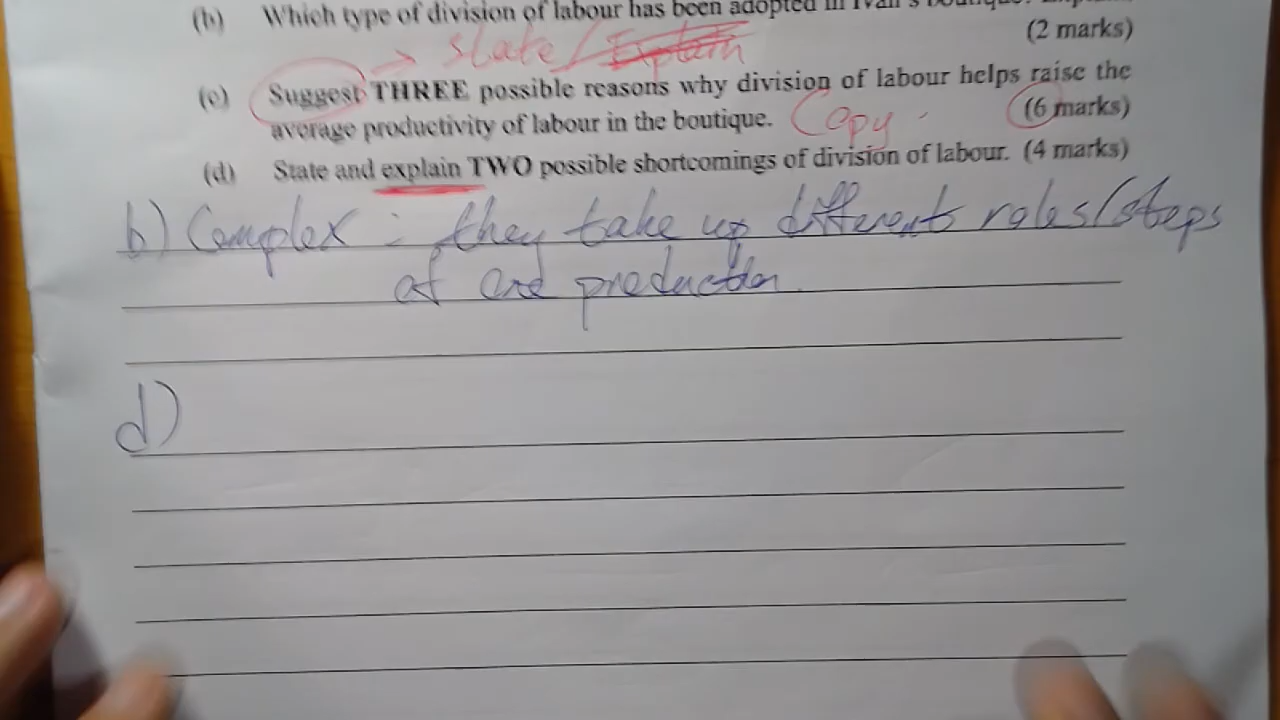 (b) Which type of division of labour has been adopted in Ivan's boutique?
(2 marks)
→ state/Explain
(c) Suggest THREE possible reasons why division of labour helps raise the
average productivity of labour in the boutique. Copy. (6 marks)
(d) State and explain TWO possible shortcomings of division of labour. (4 marks)
b) Complex : they take up different roles/steps
of production.
d)